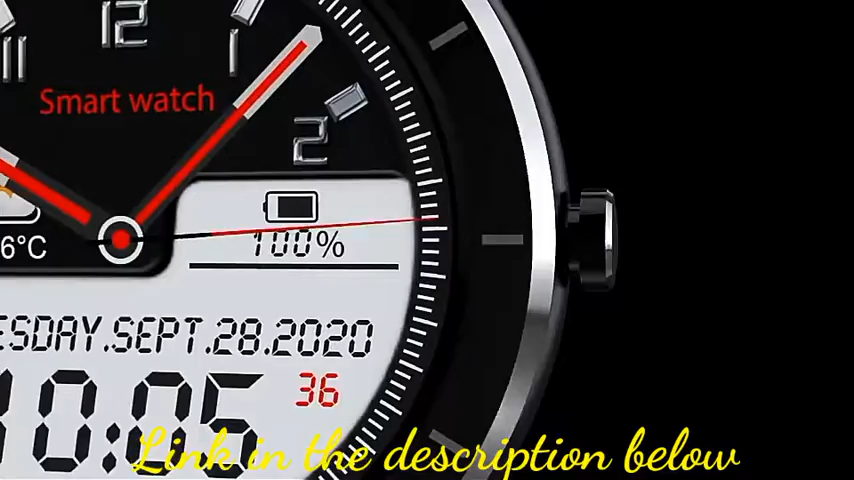 12
11
1
Smart watch
2
6°C
100%
ESDAY.SEPT.28.2020
10:05 36
Link in the description below